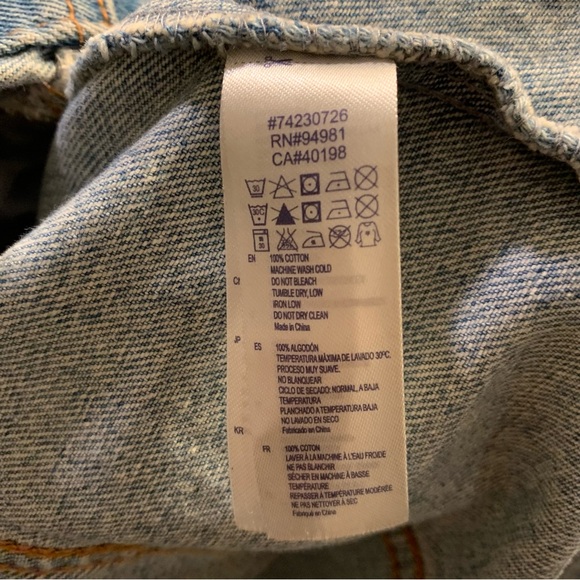 #74230726
RN#94981
CA#40198
30
30°C
30
EN 100% COTTON
MACHINE WASH COLD
DO NOT BLEACH
TUMBLE DRY, LOW
IRON LOW
DO NOT DRY CLEAN
Made in China
JP ES 100% ALGODÓN
TEMPERATURA MÁXIMA DE LAVADO 30ºC.
PROCESO MUY SUAVE.
NO BLANQUEAR
CICLO DE SECADO: NORMAL, A BAJA
TEMPERATURA
PLANCHADO A TEMPERATURA BAJA
NO LAVADO EN SECO
KR Fabricado en China
FR 100% COTON
LAVER À LA MACHINE À L'EAU FROIDE
NE PAS BLANCHIR
SÉCHER EN MACHINE À BASSE
TEMPÉRATURE
REPASSER À TEMPÉRATURE MODÉRÉE
NE PAS NETTOYER À SEC
Fabriqué en China